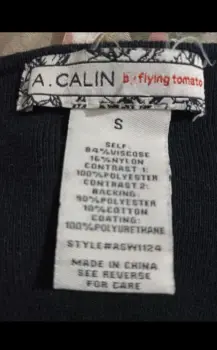 A.CALIN by flying tomato
S
SELF:
84%VISCOSE
16%NYLON
CONTRAST 1:
100%POLYESTER
CONTRAST 2:
BACKING:
90%POLYESTER
10%COTTON
COATING:
100%POLYURETHANE
STYLE#ASW1124
MADE IN CHINA
SEE REVERSE
FOR CARE